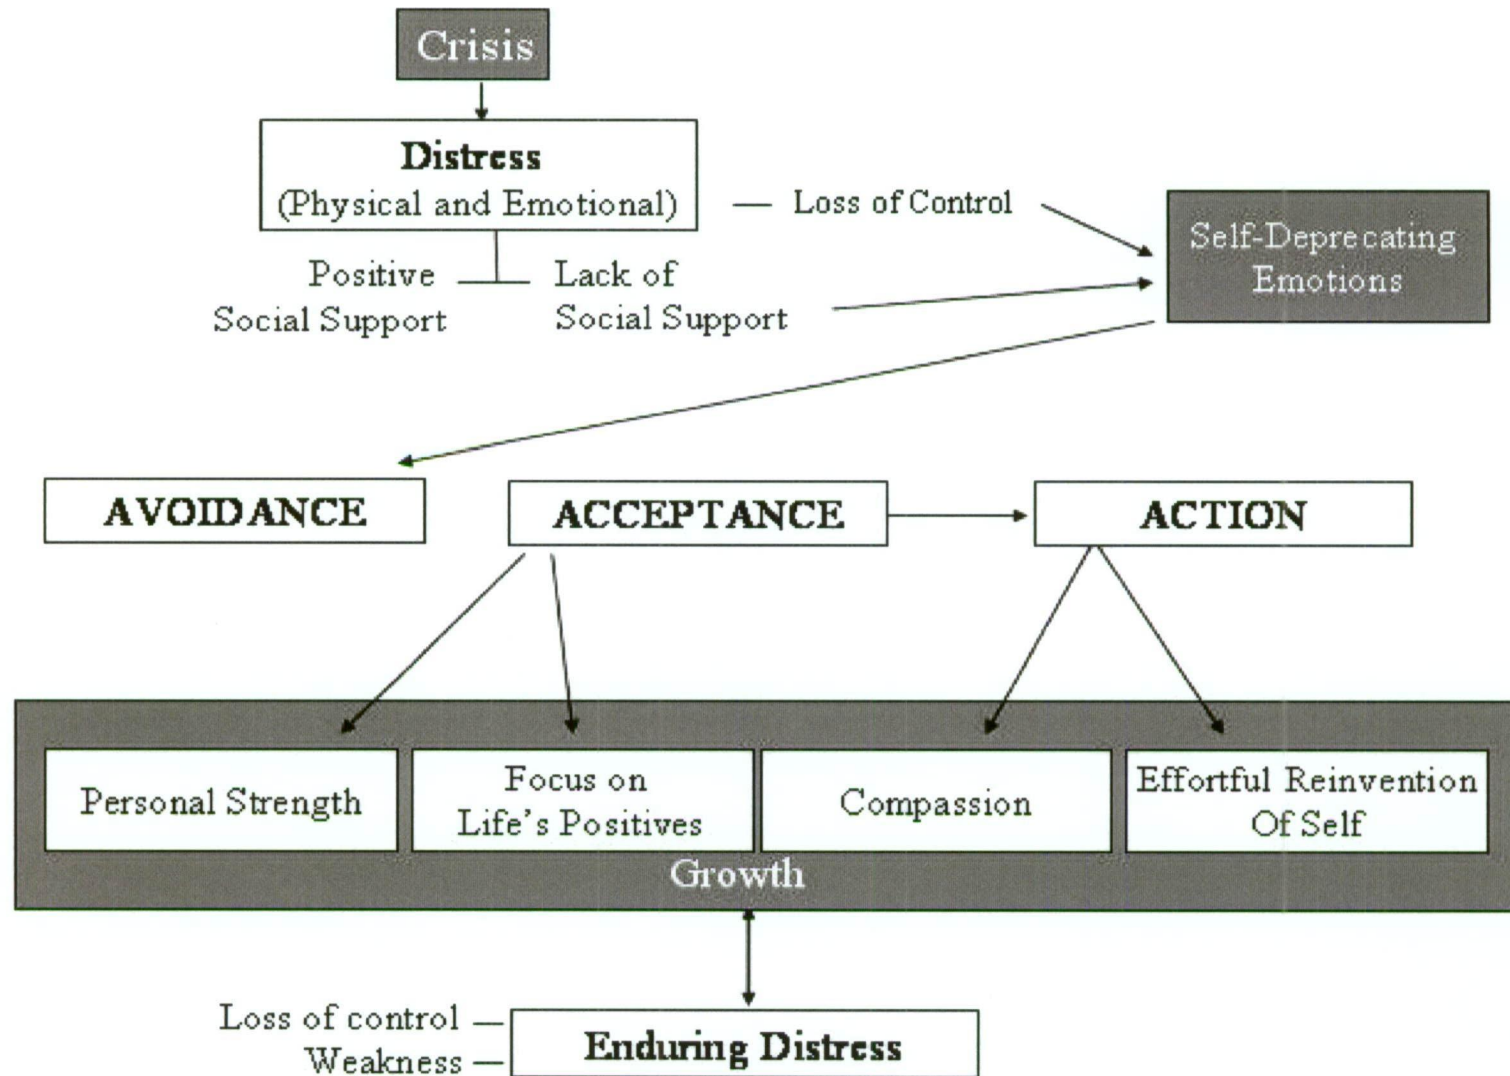 Crisis
Distress
(Physical and Emotional)
Loss of Control
Self-Deprecating
Emotions
Positive
Social Support
Lack of
Social Support
AVOIDANCE
ACCEPTANCE
ACTION
Personal Strength
Focus on
Life's Positives
Compassion
Effortful Reinvention
Of Self
Growth
Loss of control
Weakness
Enduring Distress